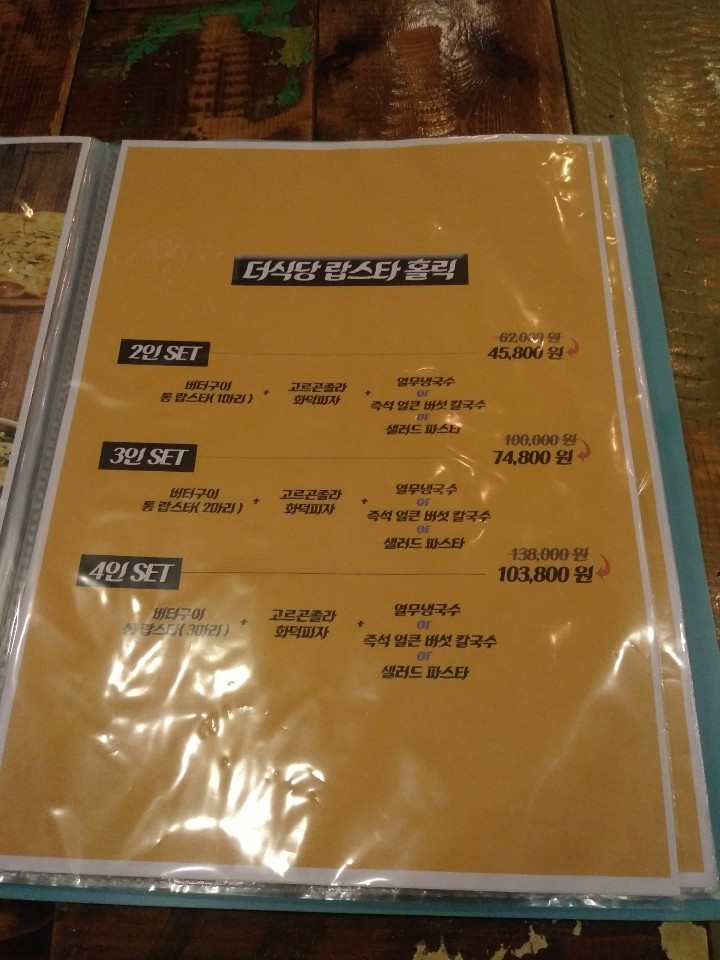 더식당 랍스타 홀릭
2인 SET
62,000 원
45,800 원
버터구이
통 랍스타( 1마리 )
+
고르곤졸라
화덕피자
+
열무냉국수
or
즉석 얼큰 버섯 칼국수
or
샐러드 파스타
3인 SET
100,000 원
74,800 원
버터구이
통 랍스타( 2마리 )
+
고르곤졸라
화덕피자
+
열무냉국수
or
즉석 얼큰 버섯 칼국수
or
샐러드 파스타
4인 SET
138,000 원
103,800 원
버터구이
통 랍스타( 3마리 )
+
고르곤졸라
화덕피자
+
열무냉국수
or
즉석 얼큰 버섯 칼국수
or
샐러드 파스타